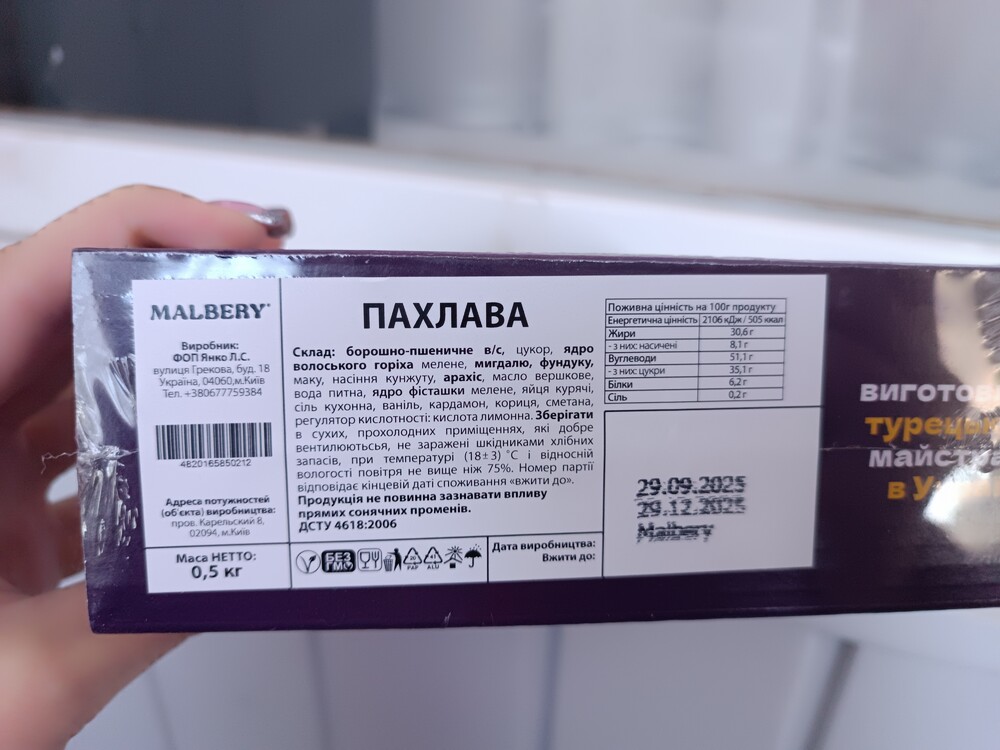 MALBERY®
Виробник:
ФОП Янко Л.С.
вулиця Грекова, буд. 18
Україна, 04060,м.Київ
Тел. +380677759384
4820165850212
Адреса потужностей
(об'єкта) виробництва:
пров. Карельский 8,
02094, м.Київ
Маса НЕТТО:
0,5 кг
ПАХЛАВА
Склад: борошно-пшеничне в/с, цукор, ядро
волоського горіха мелене, мигдалю, фундуку,
маку, насіння кунжуту, арахіс, масло вершкове,
вода питна, ядро фісташки мелене, яйця курячі,
сіль кухонна, ваніль, кардамон, кориця, сметана,
регулятор кислотності: кислота лимонна. Зберігати
в сухих, прохолодних приміщеннях, які добре
вентилюютьься, не заражені шкідниками хлібних
запасів, при температурі (18±3) °С і відносній
вологості повітря не вище ніж 75%. Номер партії
відповідає кінцевій даті споживання «вжити до».
Продукція не повинна зазнавати впливу
прямих сонячних променів.
ДСТУ 4618:2006
БЕЗ
ГМО
PAP
ALU
Дата виробництва:
Вжити до:
Поживна цінність на 100г продукту
Енергетична цінність 2106 кДж / 505 ккал
Жири 30,6 г
- з них: насичені 8,1 г
Вуглеводи 51,1 г
- з них: цукри 35,1 г
Білки 6,2 г
Сіль 0,2 г
29.09.2025
29.12.2025
Malbery
виготов
турец
майстра
в У